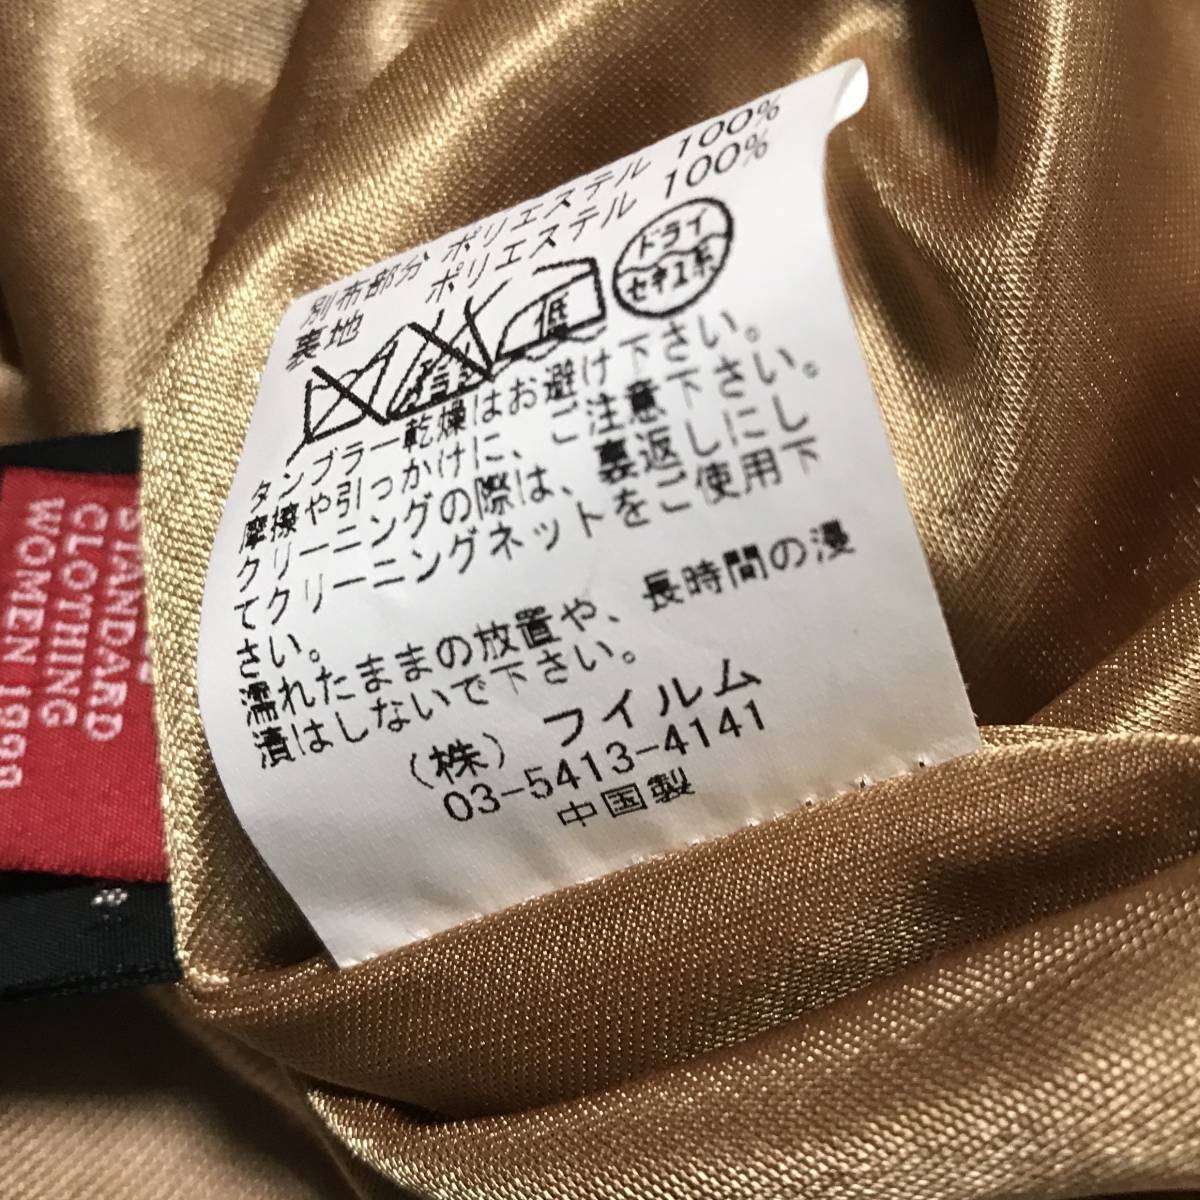 別布部分 ポリエステル 100%
裏地 ポリエステル 100%
低
ドライ
セキユ系
タンブラー乾燥はお避け下さい。
摩擦や引っかけに、ご注意下さい。
クリーニングの際は、裏返しにし
てクリーニングネットをご使用下
さい。
濡れたままの放置や、長時間の浸
漬はしないで下さい。
(株) フイルム
03-5413-4141
中国製
STANDARD
CLOTHING
WOMEN